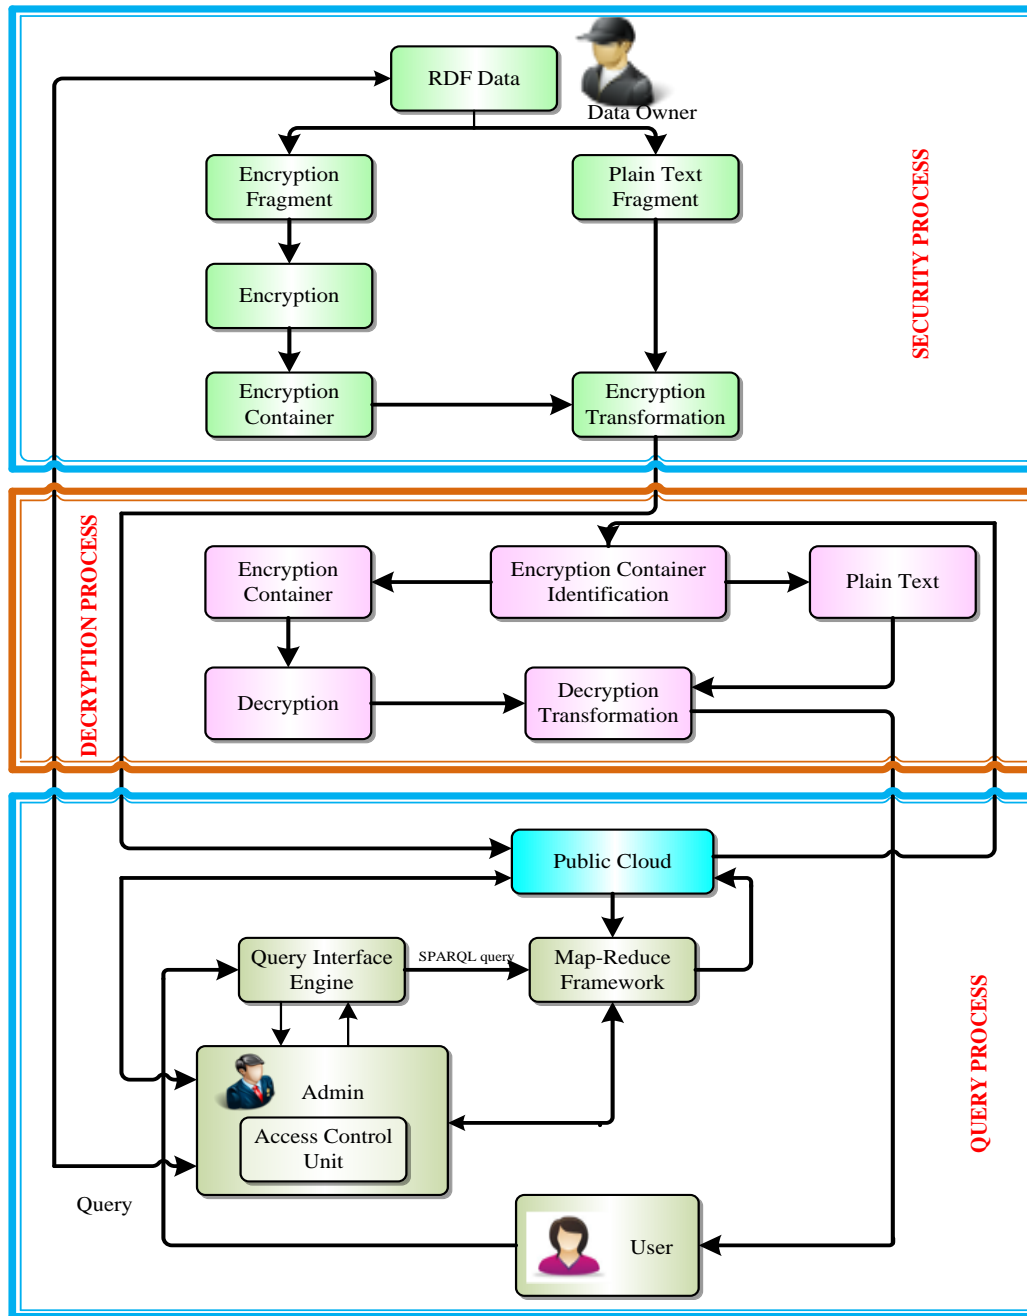 RDF Data
Data Owner
Encryption
Fragment
Plain Text
Fragment
SECURITY PROCESS
Encryption
Encryption
Container
Encryption
Transformation
DECRYPTION PROCESS
Encryption
Container
Encryption Container
Identification
Plain Text
Decryption
Decryption
Transformation
Public Cloud
Query Interface
Engine
SPARQL query
Map-Reduce
Framework
QUERY PROCESS
Admin
Access Control
Unit
Query
User